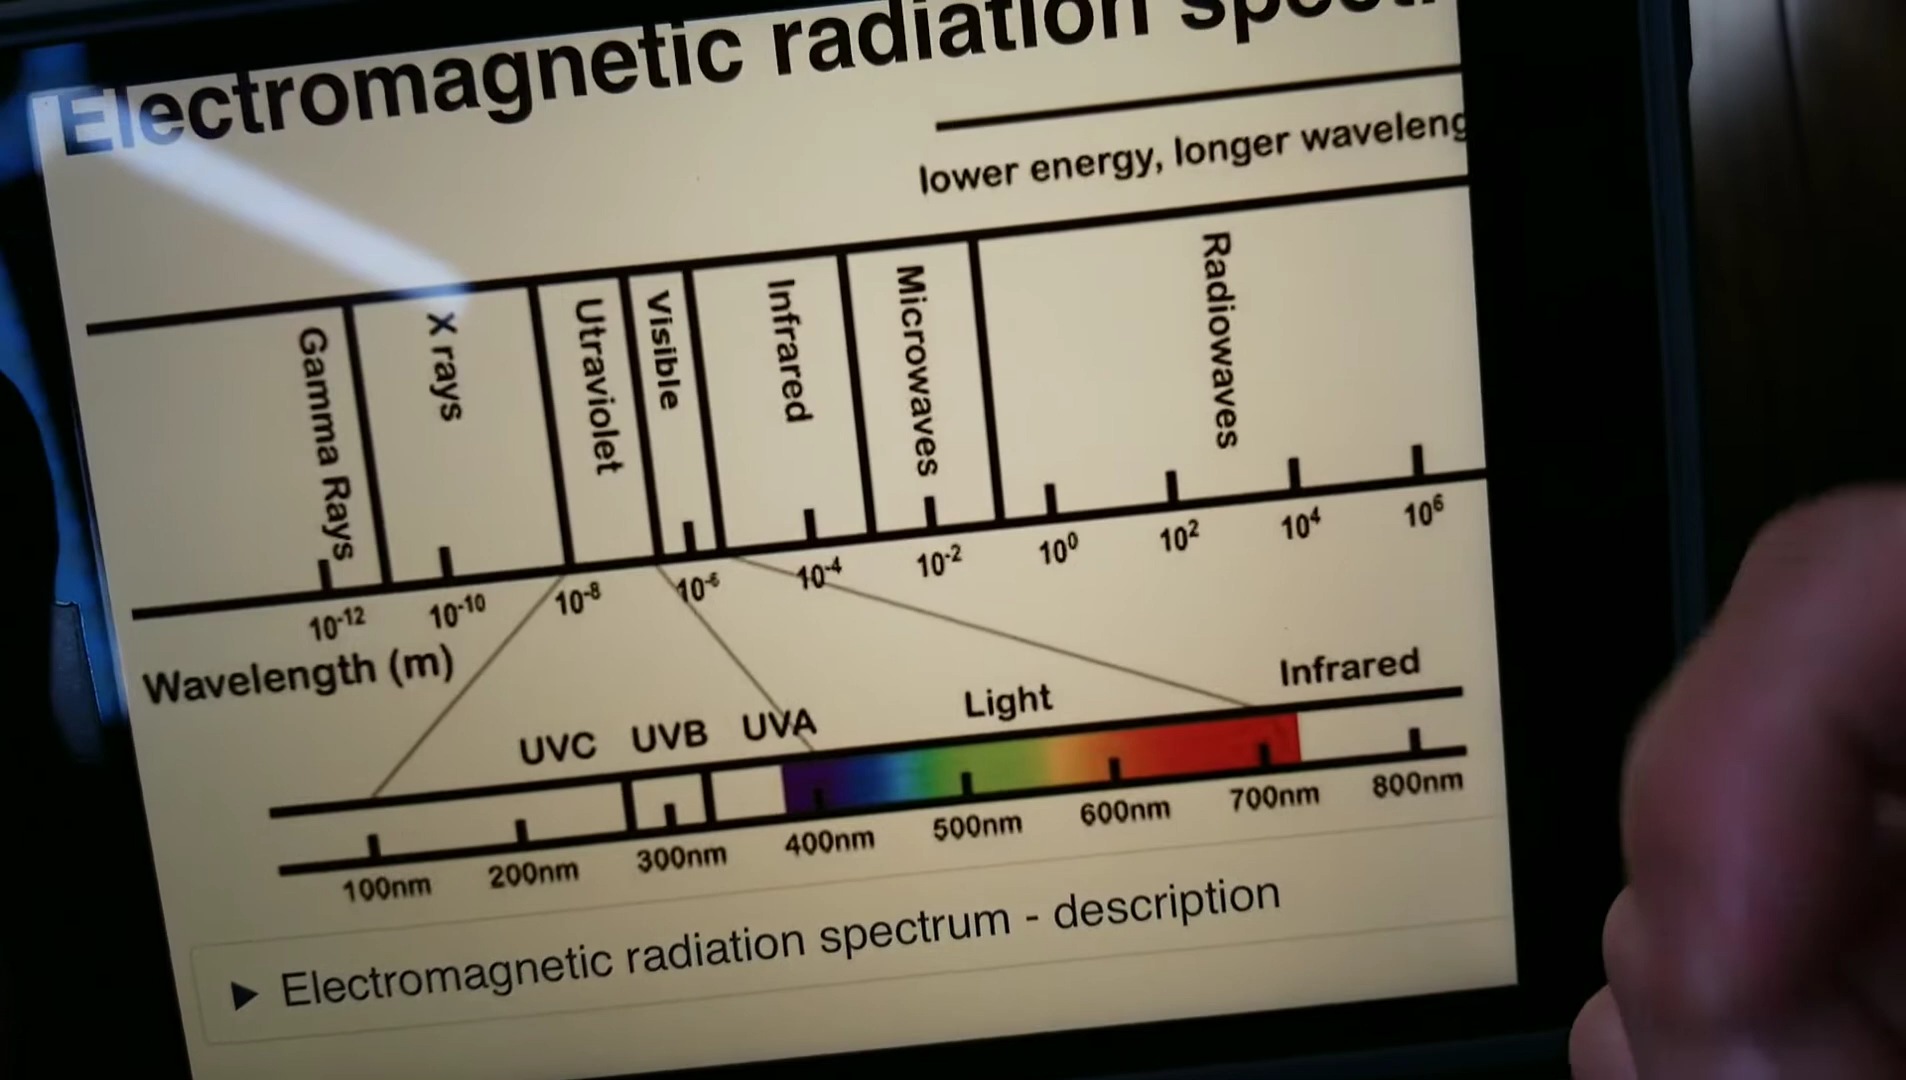 Electromagnetic radiation
lower energy, longer waveleng
Gamma Rays
X rays
Utraviolet
Visible
Infrared
Microwaves
Radiowaves
10-12 10-10 10-8 10-6 10-4 10-2 100 102 104 106
Wavelength (m)
UVC UVB UVA Light Infrared
100nm 200nm 300nm 400nm 500nm 600nm 700nm 800nm
► Electromagnetic radiation spectrum - description